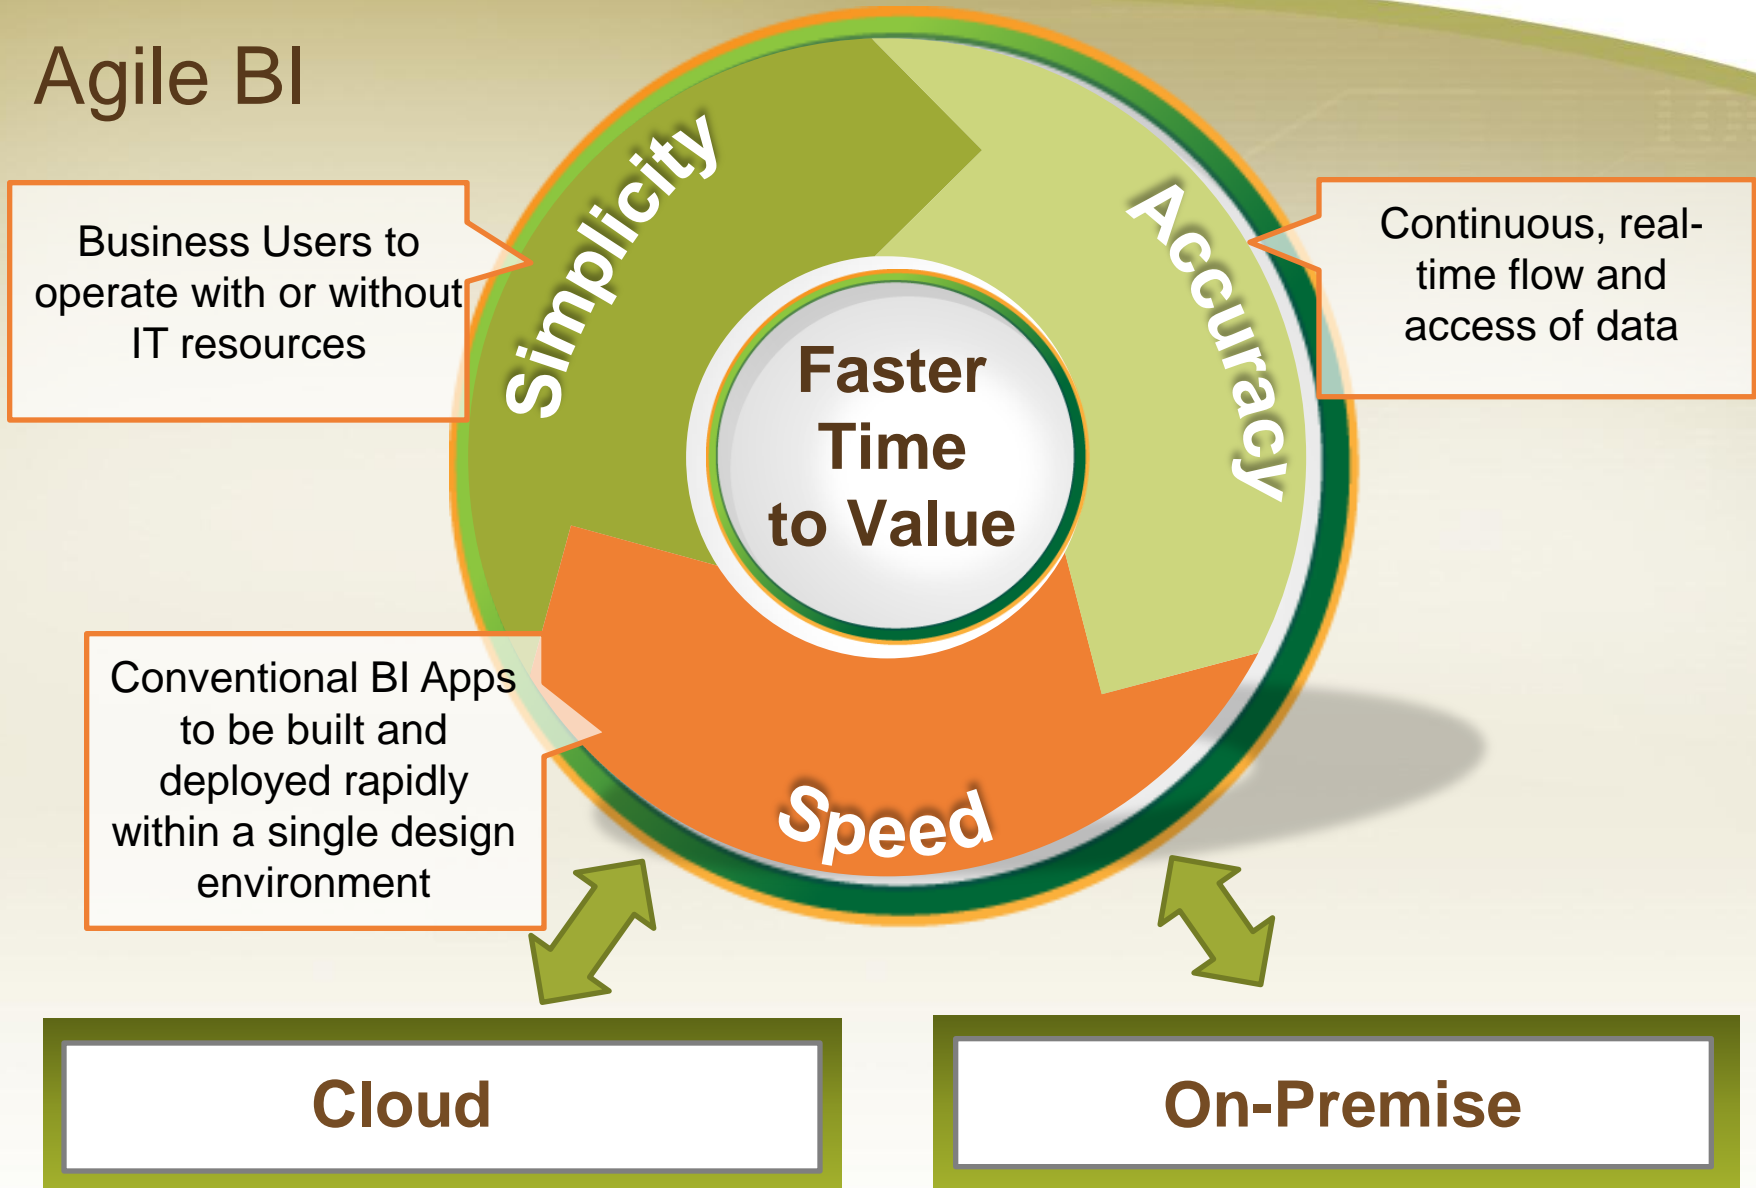 Agile BI
Simplicity
Accuracy
Speed
Faster
Time
to Value
Business Users to
operate with or without
IT resources
Continuous, real-
time flow and
access of data
Conventional BI Apps
to be built and
deployed rapidly
within a single design
environment
Cloud
On-Premise